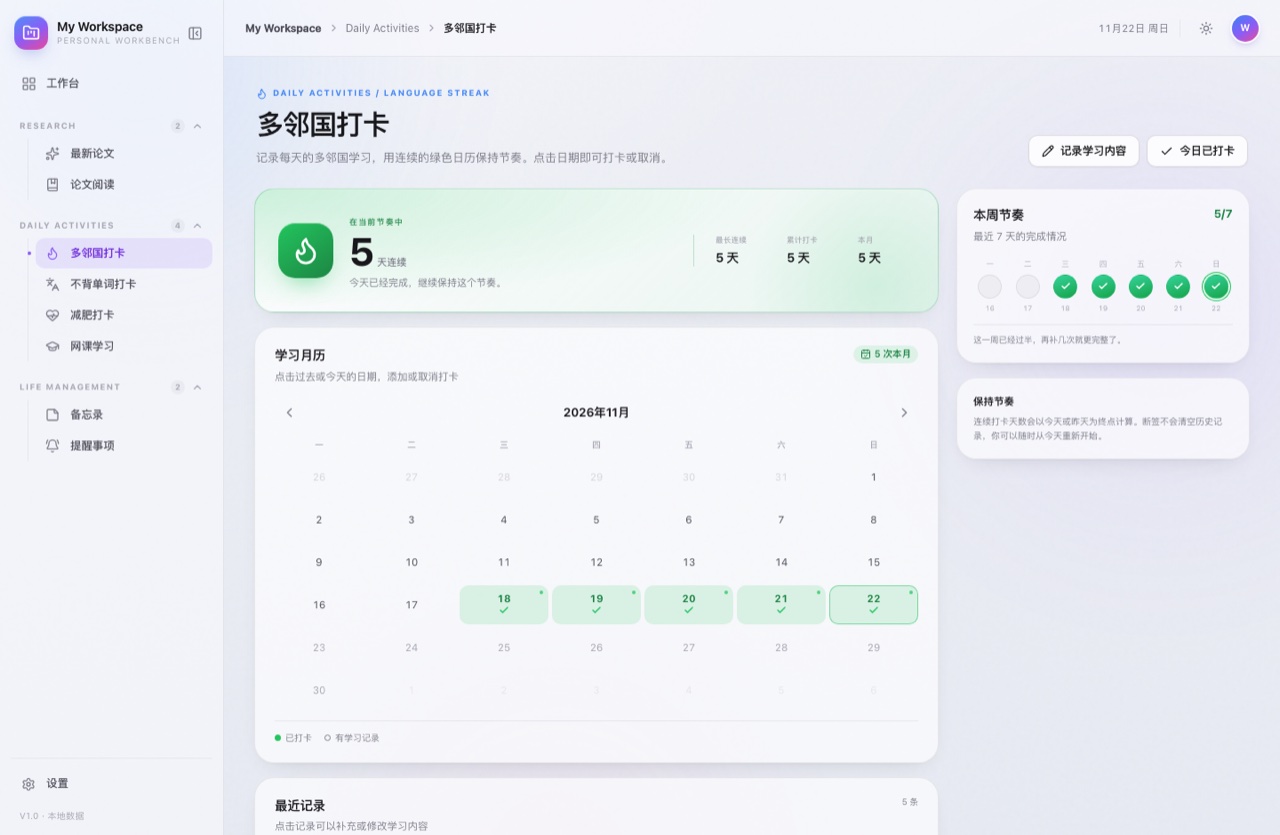 My Workspace
PERSONAL WORKBENCH
工作台
RESEARCH 2
最新论文
论文阅读
DAILY ACTIVITIES 4
多邻国打卡
不背单词打卡
减肥打卡
网课学习
LIFE MANAGEMENT 2
备忘录
提醒事项
设置
V1.0 · 本地数据
My Workspace > Daily Activities > 多邻国打卡
11月22日 周日
W
DAILY ACTIVITIES / LANGUAGE STREAK
多邻国打卡
记录每天的多邻国学习，用连续的绿色日历保持节奏。点击日期即可打卡或取消。
记录学习内容
今日已打卡
在当前节奏中
5 天连续
今天已经完成，继续保持这个节奏。
最长连续 累计打卡 本月
5 天 5 天 5 天
学习月历
5 次本月
点击过去或今天的日期，添加或取消打卡
2026年11月
一 二 三 四 五 六 日
26 27 28 29 30 31 1
2 3 4 5 6 7 8
9 10 11 12 13 14 15
16 17 18 19 20 21 22
23 24 25 26 27 28 29
30 1 2 3 4 5 6
已打卡 有学习记录
最近记录
5 条
点击记录可以补充或修改学习内容
本周节奏
5/7
最近 7 天的完成情况
一 二 三 四 五 六 日
16 17 18 19 20 21 22
这一周已经过半，再补几次就更完整了。
保持节奏
连续打卡天数会以今天或昨天为终点计算。断签不会清空历史记
录，你可以随时从今天重新开始。